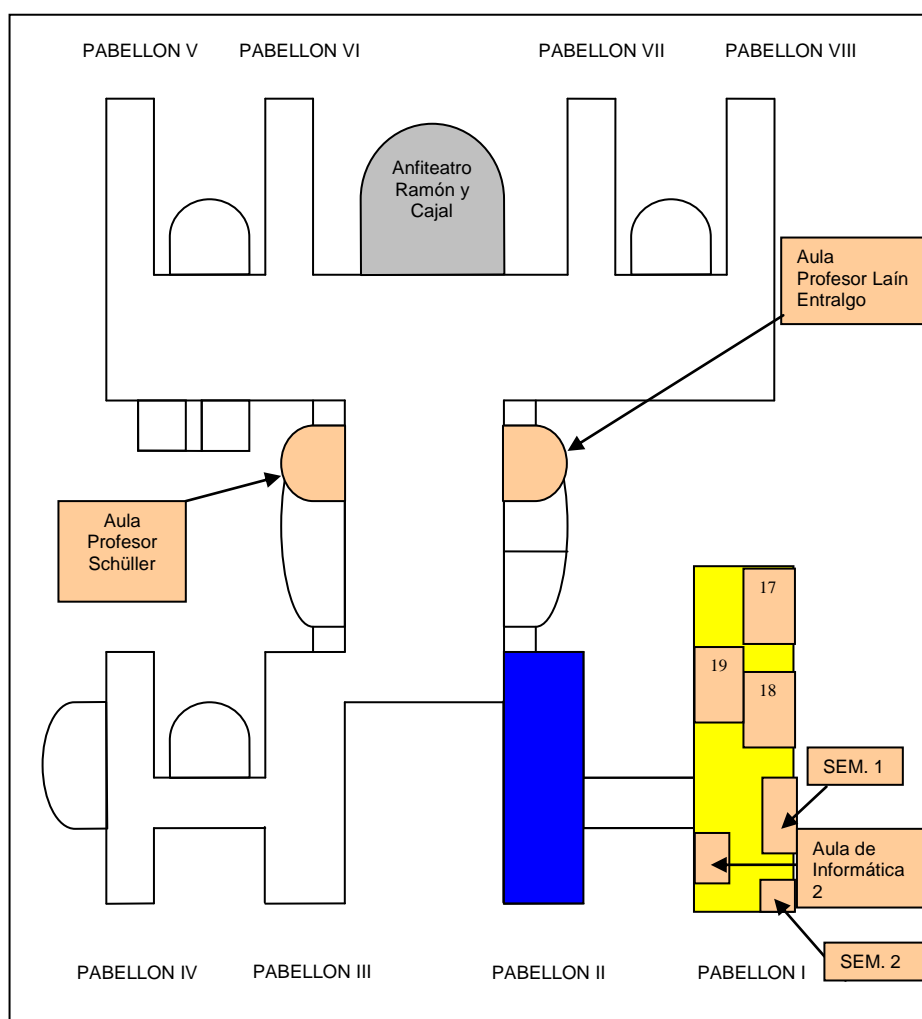 PABELLON V
PABELLON VI
PABELLON VII
PABELLON VIII
Anfiteatro
Ramón y
Cajal
Aula
Profesor Laín
Entralgo
Aula
Profesor
Schüller
17
19
18
SEM. 1
Aula de
Informática
2
SEM. 2
PABELLON IV
PABELLON III
PABELLON II
PABELLON I